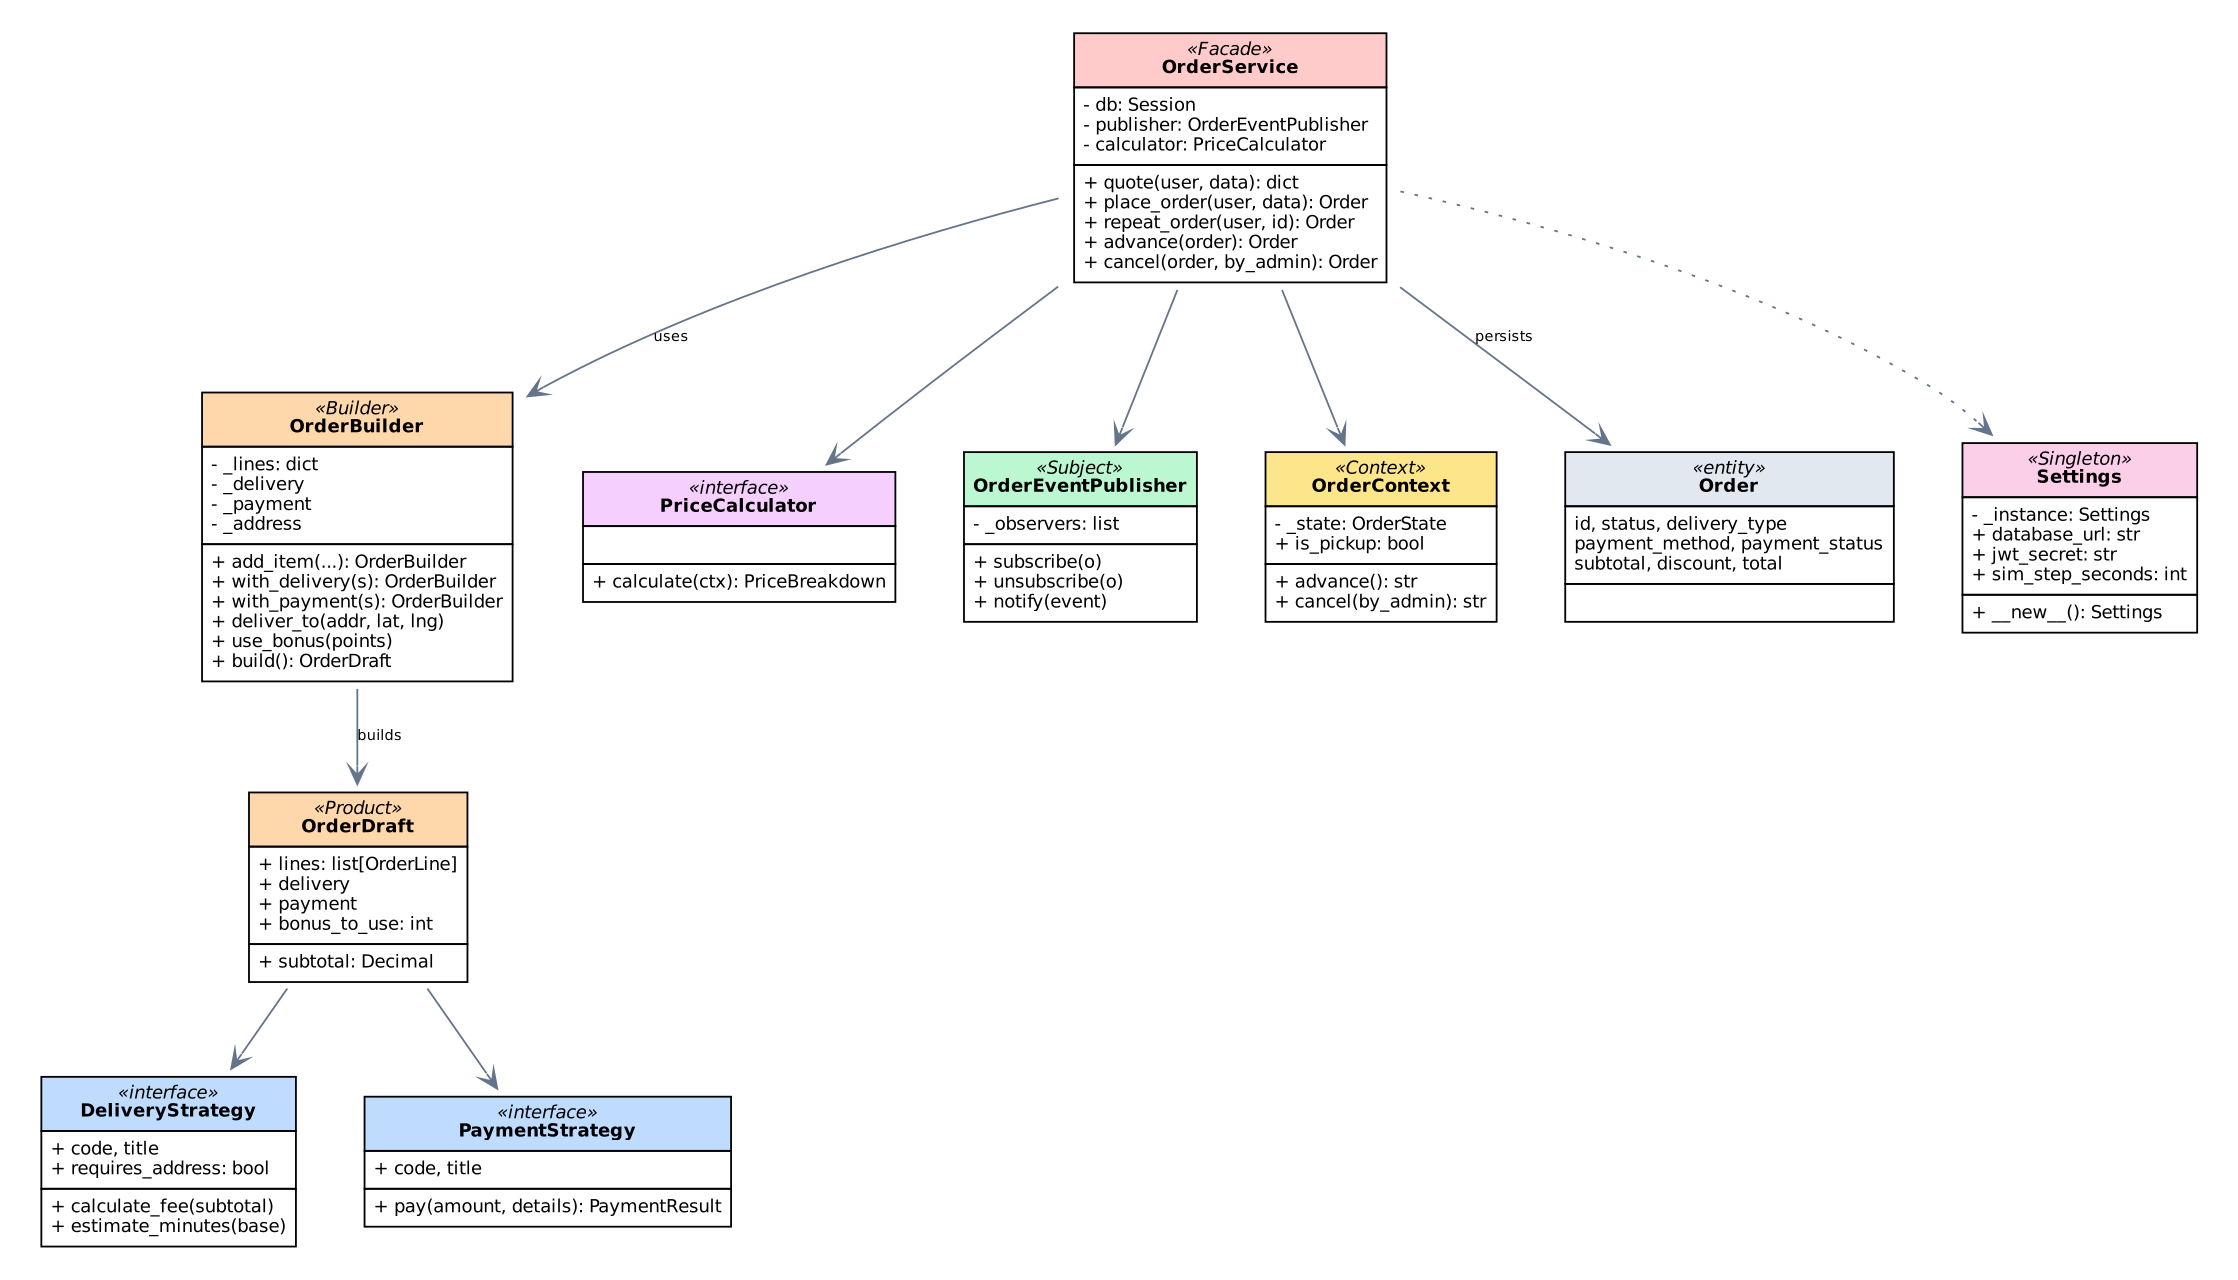 «Facade»
OrderService
- db: Session
- publisher: OrderEventPublisher
- calculator: PriceCalculator
+ quote(user, data): dict
+ place_order(user, data): Order
+ repeat_order(user, id): Order
+ advance(order): Order
+ cancel(order, by_admin): Order
uses
persists
«Builder»
OrderBuilder
- _lines: dict
- _delivery
- _payment
- _address
+ add_item(...): OrderBuilder
+ with_delivery(s): OrderBuilder
+ with_payment(s): OrderBuilder
+ deliver_to(addr, lat, lng)
+ use_bonus(points)
+ build(): OrderDraft
«interface»
PriceCalculator
+ calculate(ctx): PriceBreakdown
«Subject»
OrderEventPublisher
- _observers: list
+ subscribe(o)
+ unsubscribe(o)
+ notify(event)
«Context»
OrderContext
- _state: OrderState
+ is_pickup: bool
+ advance(): str
+ cancel(by_admin): str
«entity»
Order
id, status, delivery_type
payment_method, payment_status
subtotal, discount, total
«Singleton»
Settings
- _instance: Settings
+ database_url: str
+ jwt_secret: str
+ sim_step_seconds: int
+ __new__(): Settings
builds
«Product»
OrderDraft
+ lines: list[OrderLine]
+ delivery
+ payment
+ bonus_to_use: int
+ subtotal: Decimal
«interface»
DeliveryStrategy
+ code, title
+ requires_address: bool
+ calculate_fee(subtotal)
+ estimate_minutes(base)
«interface»
PaymentStrategy
+ code, title
+ pay(amount, details): PaymentResult